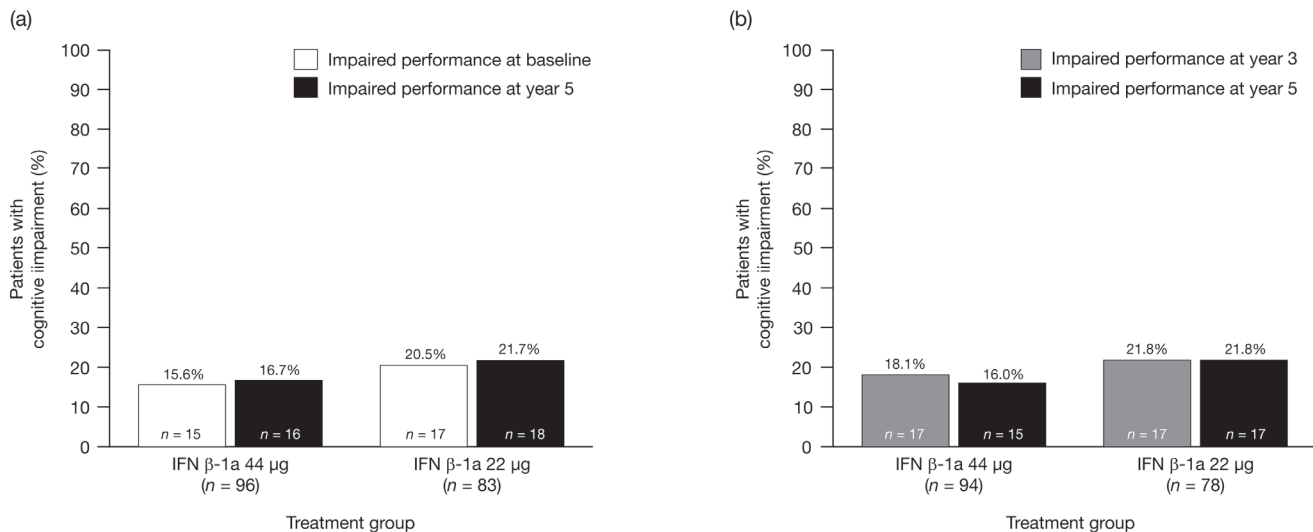 (a)
Patients with
cognitive iimpairment (%)
100
90
80
70
60
50
40
30
20
10
0
Impaired performance at baseline
Impaired performance at year 5
15.6%
16.7%
20.5%
21.7%
n = 15
n = 16
n = 17
n = 18
IFN β-1a 44 µg
(n = 96)
IFN β-1a 22 µg
(n = 83)
Treatment group
(b)
Patients with
cognitive iimpairment (%)
100
90
80
70
60
50
40
30
20
10
0
Impaired performance at year 3
Impaired performance at year 5
18.1%
16.0%
21.8%
21.8%
n = 17
n = 15
n = 17
n = 17
IFN β-1a 44 µg
(n = 94)
IFN β-1a 22 µg
(n = 78)
Treatment group